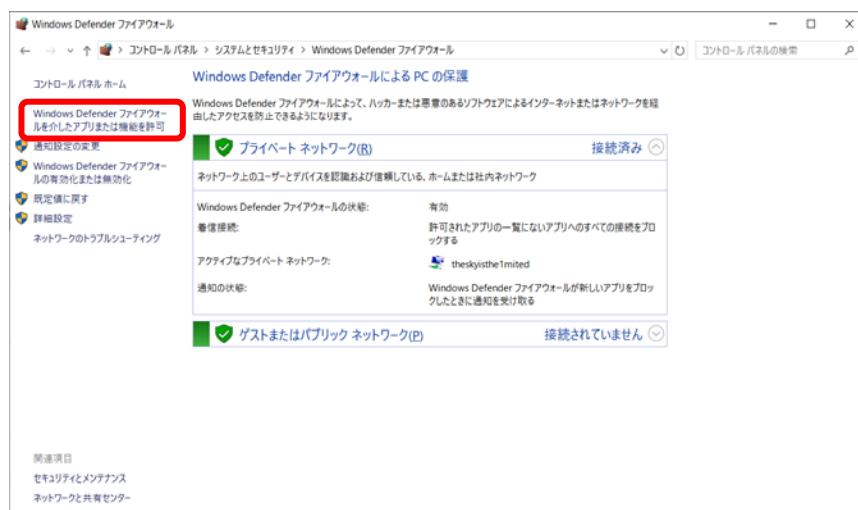 Windows Defender ファイアウォール
コントロール パネル > システムとセキュリティ > Windows Defender ファイアウォール
コントロール パネルの検索
コントロール パネル ホーム
Windows Defender ファイアウォー
ルを介したアプリまたは機能を許可
通知設定の変更
Windows Defender ファイアウォー
ルの有効化または無効化
既定値に戻す
詳細設定
ネットワークのトラブルシューティング
Windows Defender ファイアウォールによる PC の保護
Windows Defender ファイアウォールによって、ハッカーまたは悪意のあるソフトウェアによるインターネットまたはネットワークを経
由したアクセスを防止できるようになります。
プライベート ネットワーク(R) 接続済み
ネットワーク上のユーザーとデバイスを認識および信頼している、ホームまたは社内ネットワーク
Windows Defender ファイアウォールの状態: 有効
着信接続: 許可されたアプリの一覧にないアプリへのすべての接続をブロ
ックする
アクティブなプライベート ネットワーク: theskyisthe1mited
通知の状態: Windows Defender ファイアウォールが新しいアプリをブロッ
クしたときに通知を受け取る
ゲストまたはパブリック ネットワーク(P) 接続されていません
関連項目
セキュリティとメンテナンス
ネットワークと共有センター